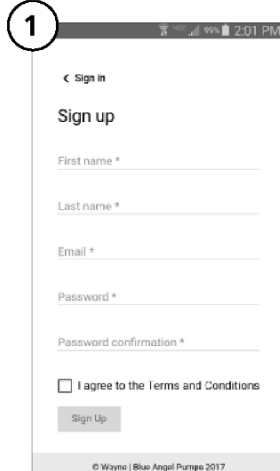 1
99% 2:01 PM
< Sign in
Sign up
First name *
Last name *
Email *
Password *
Password confirmation *
I agree to the Terms and Conditions
Sign Up
© Wayne | Blue Angel Pumps 2017